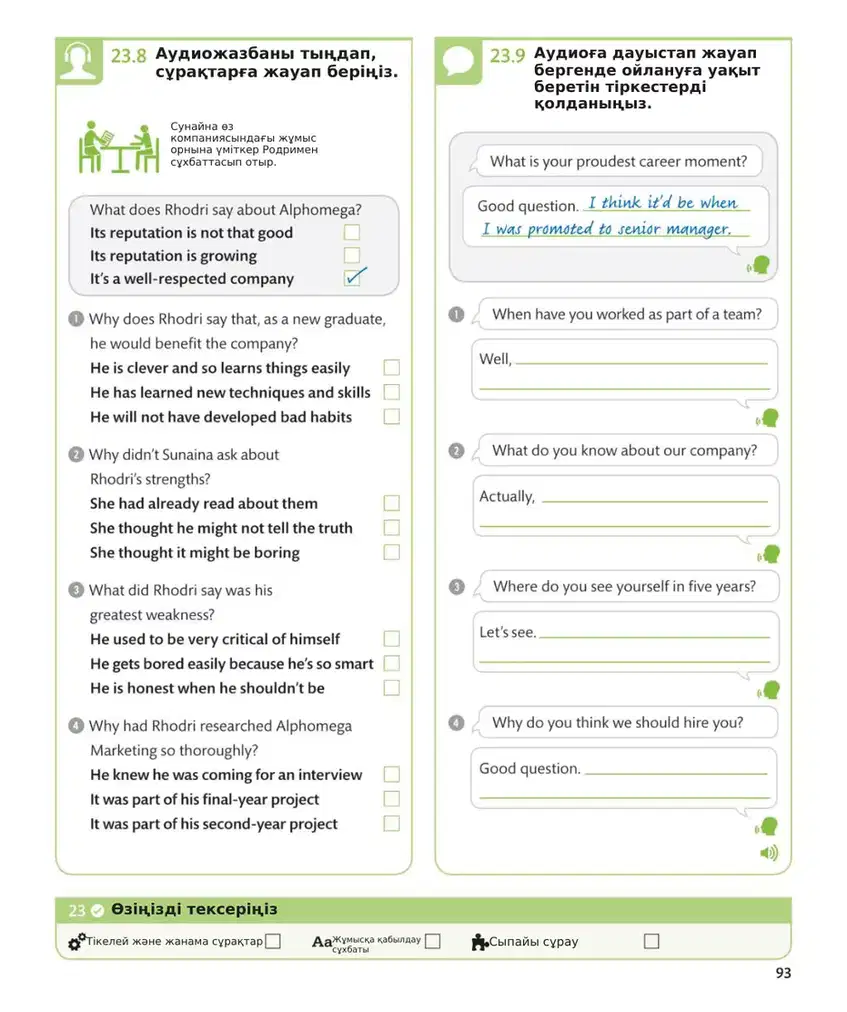 23.8 Аудиожазбаны тыңдап,
сұрақтарға жауап беріңіз.
Сунайна өз
компаниясындағы жұмыс
орнына үміткер Родримен
сұхбаттасып отыр.
What does Rhodri say about Alphomega?
Its reputation is not that good
Its reputation is growing
It's a well-respected company
1 Why does Rhodri say that, as a new graduate,
he would benefit the company?
He is clever and so learns things easily
He has learned new techniques and skills
He will not have developed bad habits
2 Why didn't Sunaina ask about
Rhodri's strengths?
She had already read about them
She thought he might not tell the truth
She thought it might be boring
3 What did Rhodri say was his
greatest weakness?
He used to be very critical of himself
He gets bored easily because he's so smart
He is honest when he shouldn't be
4 Why had Rhodri researched Alphomega
Marketing so thoroughly?
He knew he was coming for an interview
It was part of his final-year project
It was part of his second-year project
23.9 Аудиоға дауыстап жауап
бергенде ойлануға уақыт
беретін тіркестерді
қолданыңыз.
What is your proudest career moment?
Good question. I think it'd be when
I was promoted to senior manager.
1 When have you worked as part of a team?
Well,
2 What do you know about our company?
Actually,
3 Where do you see yourself in five years?
Let's see.
4 Why do you think we should hire you?
Good question.
23 Өзіңізді тексеріңіз
Тікелей және жанама сұрақтар
Aa Жұмысқа қабылдау
сұхбаты
Сыпайы сұрау
93